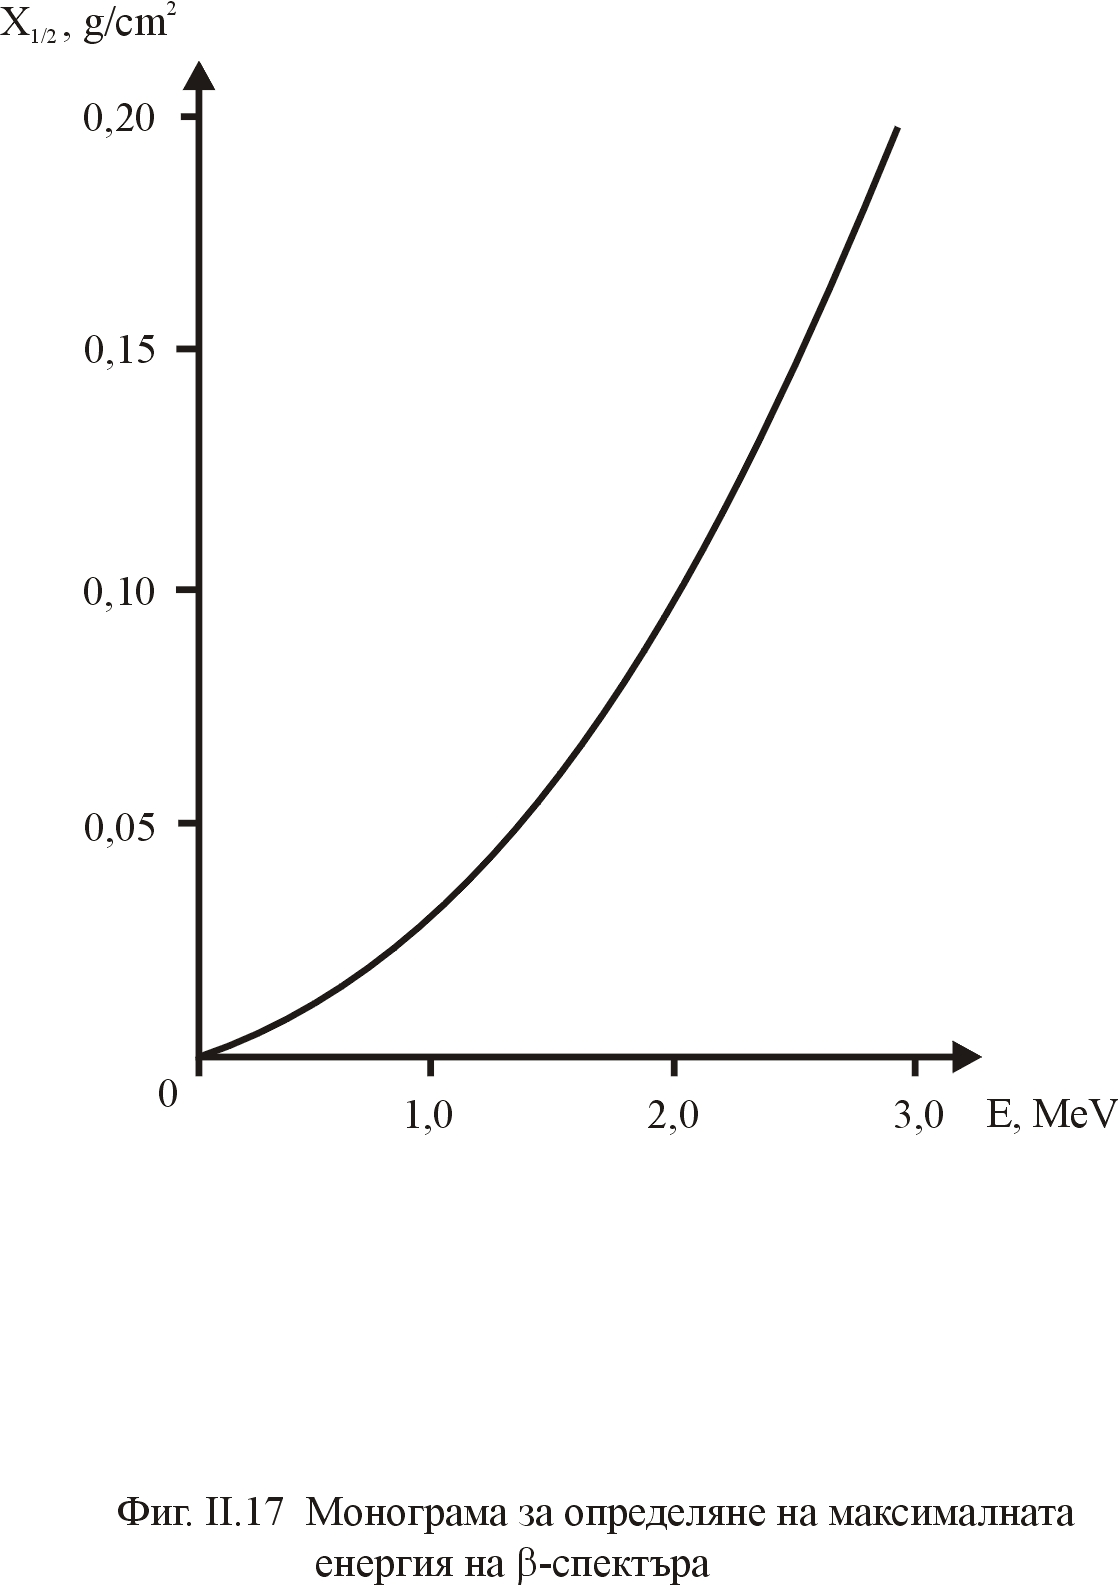 X1/2 , g/cm²
0,20
0,15
0,10
0,05
0
1,0
2,0
3,0
E, MeV
Фиг. II.17 Монограма за определяне на максималната
енергия на β-спектъра